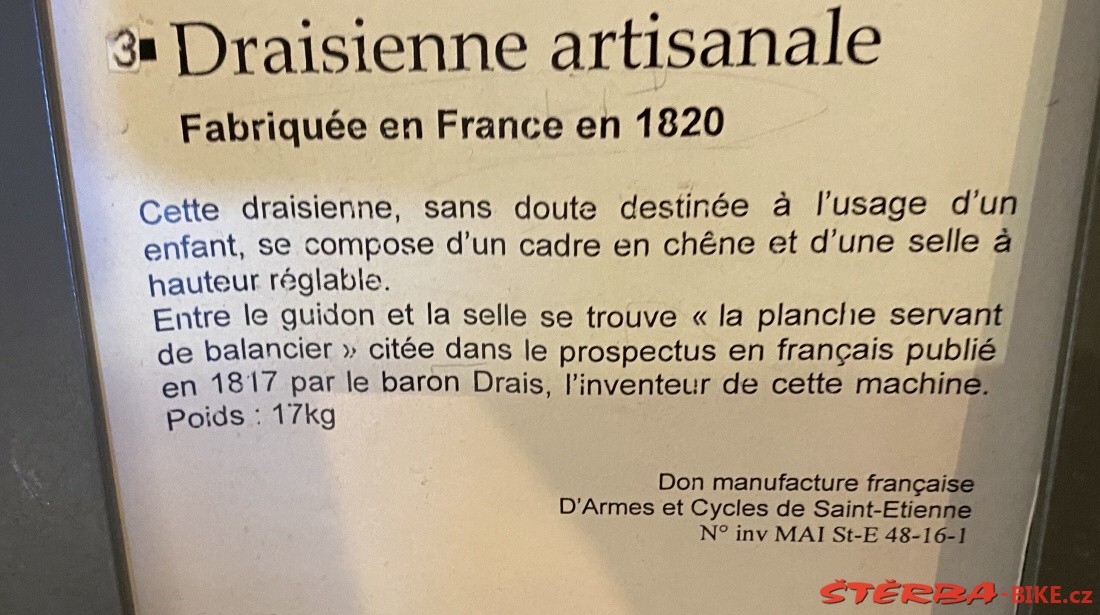 3■ Draisienne artisanale
Fabriquée en France en 1820
Cette draisienne, sans doute destinée à l'usage d'un
enfant, se compose d'un cadre en chêne et d'une selle à
hauteur réglable.
Entre le guidon et la selle se trouve « la planche servant
de balancier » citée dans le prospectus en français publié
en 1817 par le baron Drais, l'inventeur de cette machine.
Poids : 17kg
Don manufacture française
D'Armes et Cycles de Saint-Etienne
N° inv MAI St-E 48-16-1
ŠTĚRBA-BIKE.cz